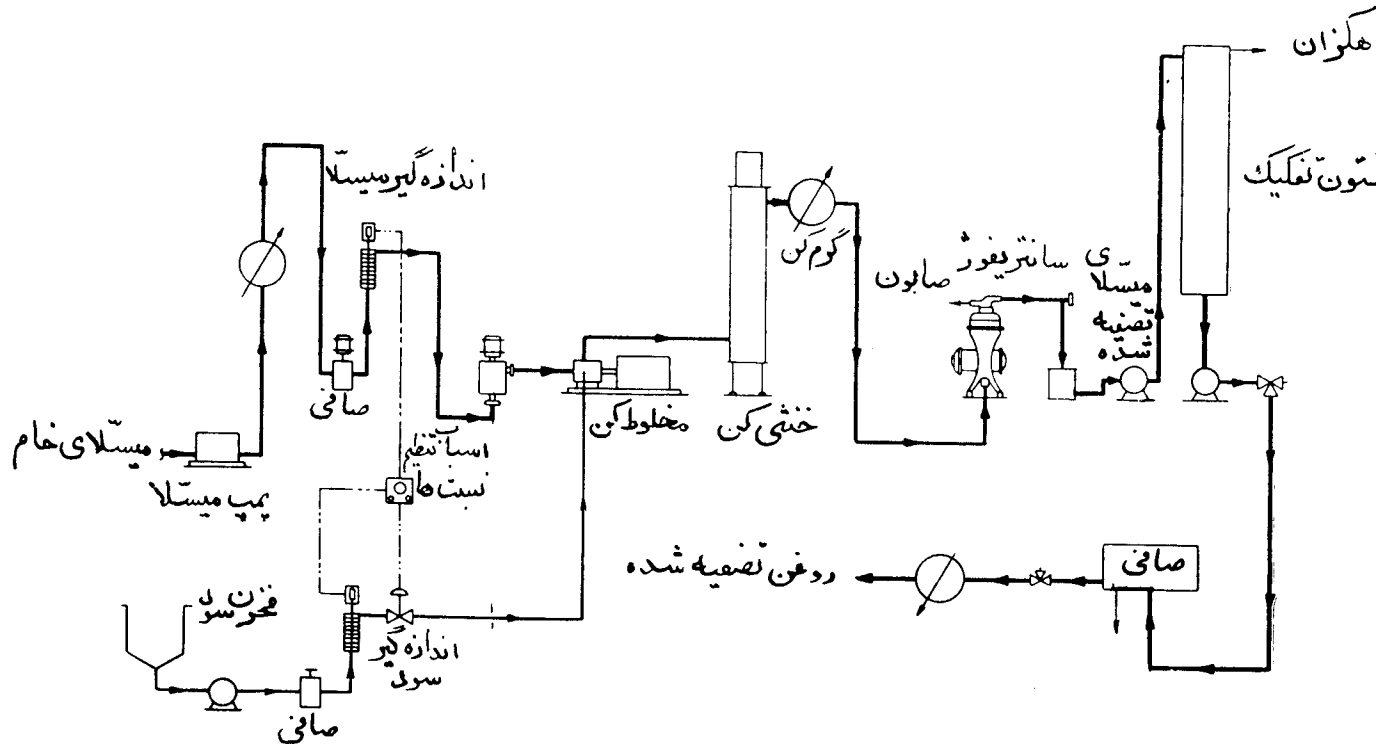 هگزان
ستون تفکیک
اندازه گیر میسلا
گرم کن
صابون
سانتریفوژ
میسلای
تصفیه
شده
صافی
میسلای خام
پمپ میسلا
اسباب تنظیم
نسبت ها
مخلوط کن
خنثی کن
مخزن سود
اندازه گیر
سود
صافی
روغن تصفیه شده
صافی